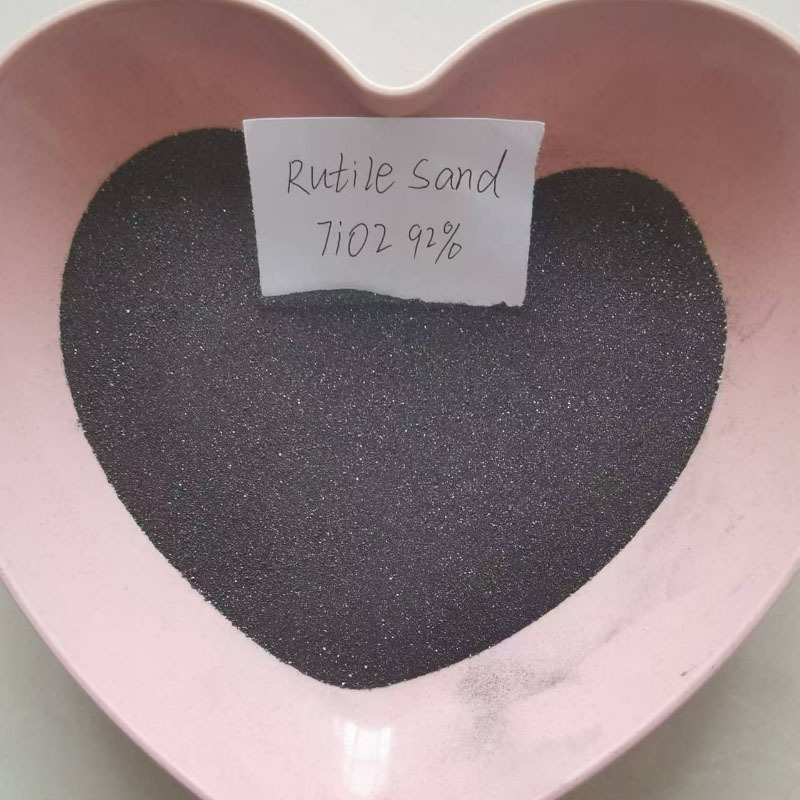 Rutile Sand
TiO2 92%